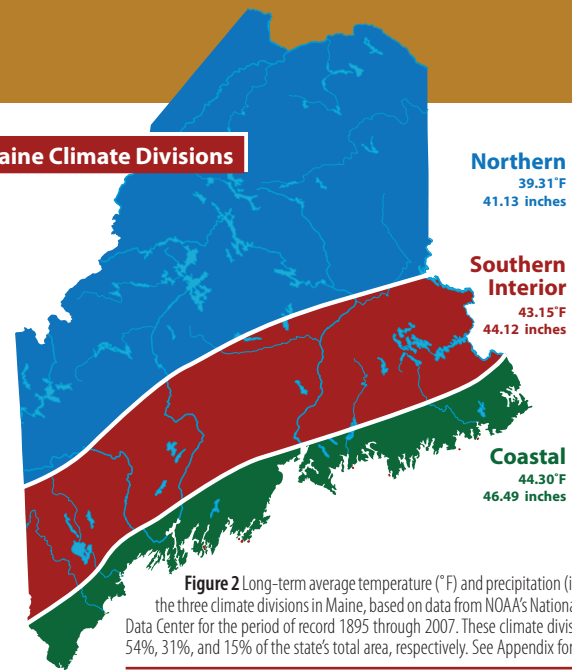 aine Climate Divisions
Northern
39.31°F
41.13 inches
Southern
Interior
43.15°F
44.12 inches
Coastal
44.30°F
46.49 inches
Figure 2 Long-term average temperature (°F) and precipitation (i
the three climate divisions in Maine, based on data from NOAA's Nationa
Data Center for the period of record 1895 through 2007. These climate divis
54%, 31%, and 15% of the state's total area, respectively. See Appendix for